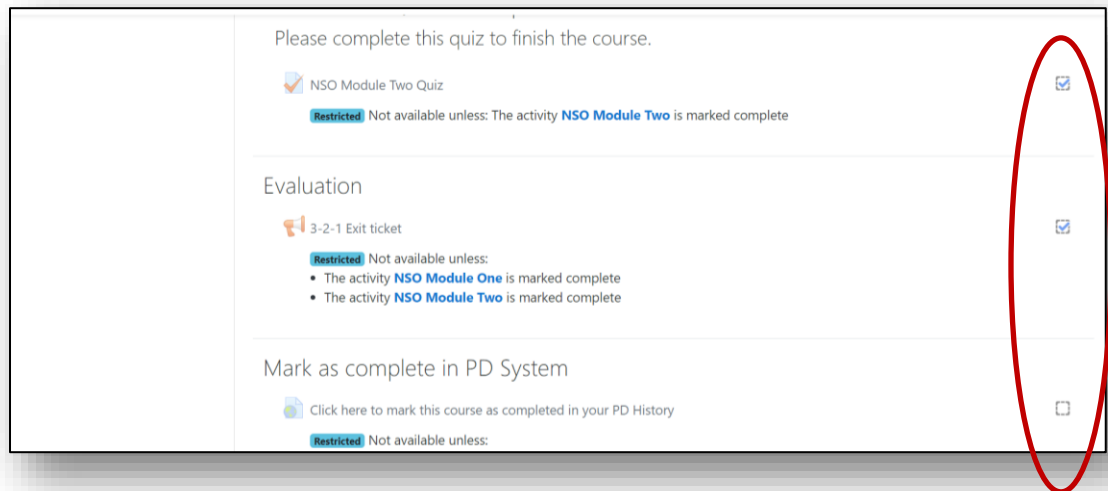 Please complete this quiz to finish the course.
NSO Module Two Quiz
Restricted Not available unless: The activity NSO Module Two is marked complete
Evaluation
3-2-1 Exit ticket
Restricted Not available unless:
• The activity NSO Module One is marked complete
• The activity NSO Module Two is marked complete
Mark as complete in PD System
Click here to mark this course as completed in your PD History
Restricted Not available unless: